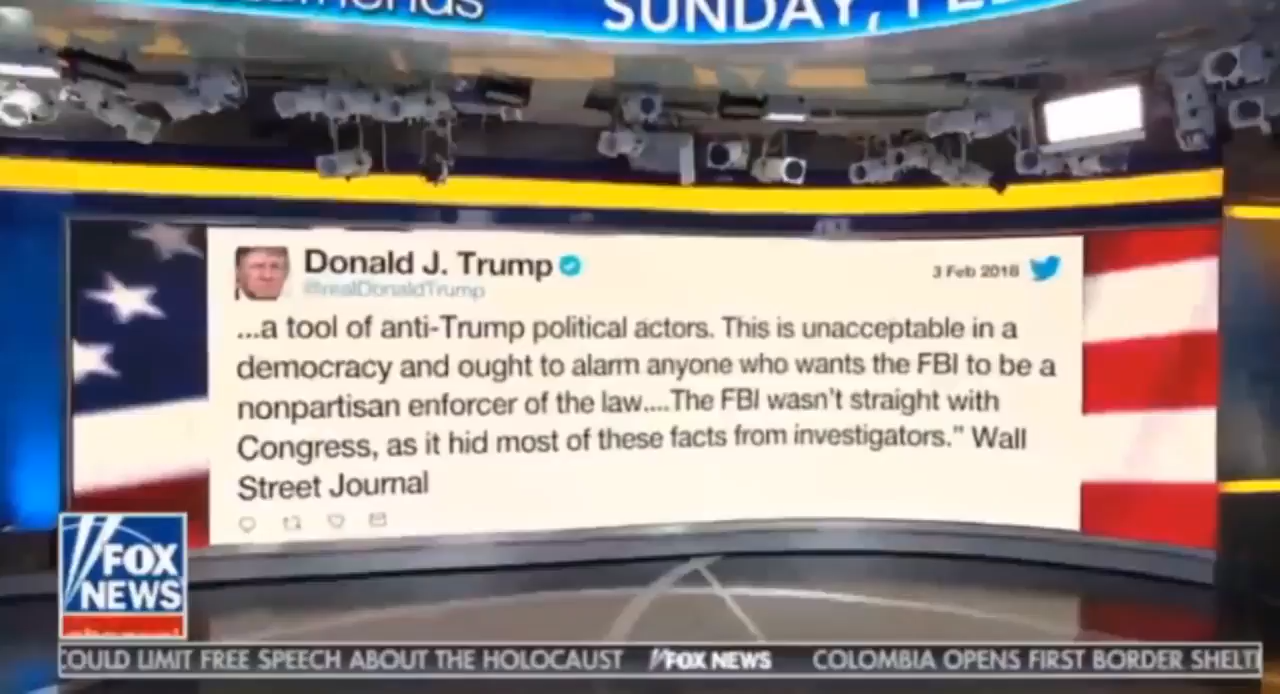 SUNDAY,
Donald J. Trump
@realDonaldTrump
3 Feb 2018
...a tool of anti-Trump political actors. This is unacceptable in a
democracy and ought to alarm anyone who wants the FBI to be a
nonpartisan enforcer of the law....The FBI wasn't straight with
Congress, as it hid most of these facts from investigators." Wall
Street Journal
FOX
NEWS
channel
OULD LIMIT FREE SPEECH ABOUT THE HOLOCAUST FOX NEWS COLOMBIA OPENS FIRST BORDER SHELT